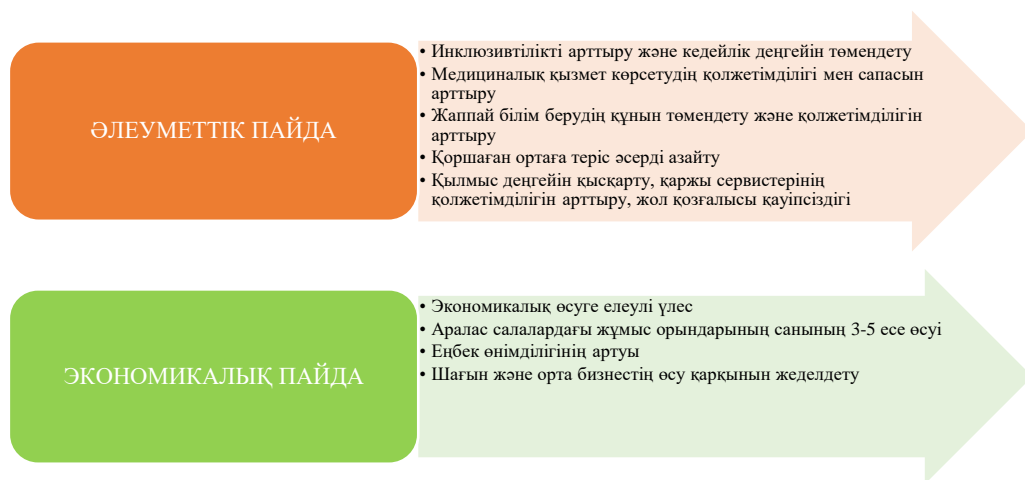 ӘЛЕУМЕТТІК ПАЙДА
• Инклюзивтілікті арттыру және кедейлік деңгейін төмендету
• Медициналық қызмет көрсетудің қолжетімділігі мен сапасын
арттыру
• Жаппай білім берудің құнын төмендету және қолжетімділігін
арттыру
• Қоршаған ортаға теріс әсерді азайту
• Қылмыс деңгейін қысқарту, қаржы сервистерінің
қолжетімділігін арттыру, жол қозғалысы қауіпсіздігі
ЭКОНОМИКАЛЫҚ ПАЙДА
• Экономикалық өсуге елеулі үлес
• Аралас салалардағы жұмыс орындарының санының 3-5 есе өсуі
• Еңбек өнімділігінің артуы
• Шағын және орта бизнестің өсу қарқынын жеделдету